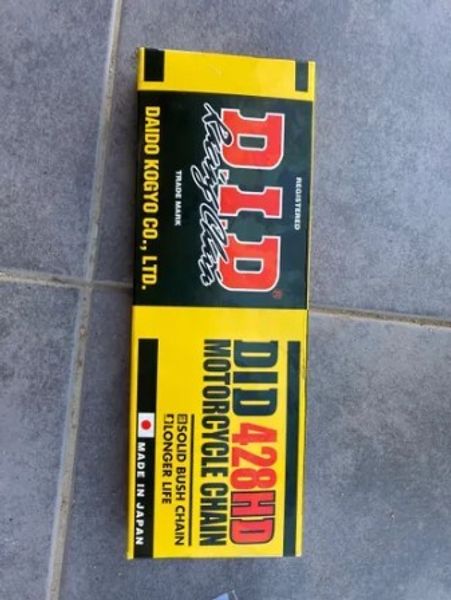 REGISTERED
D.I.D®
Racing Chain
TRADE MARK
DAIDO KOGYO CO., LTD.
DID 428HD
MOTORCYCLE CHAIN
SOLID BUSH CHAIN
LONGER LIFE
MADE IN JAPAN